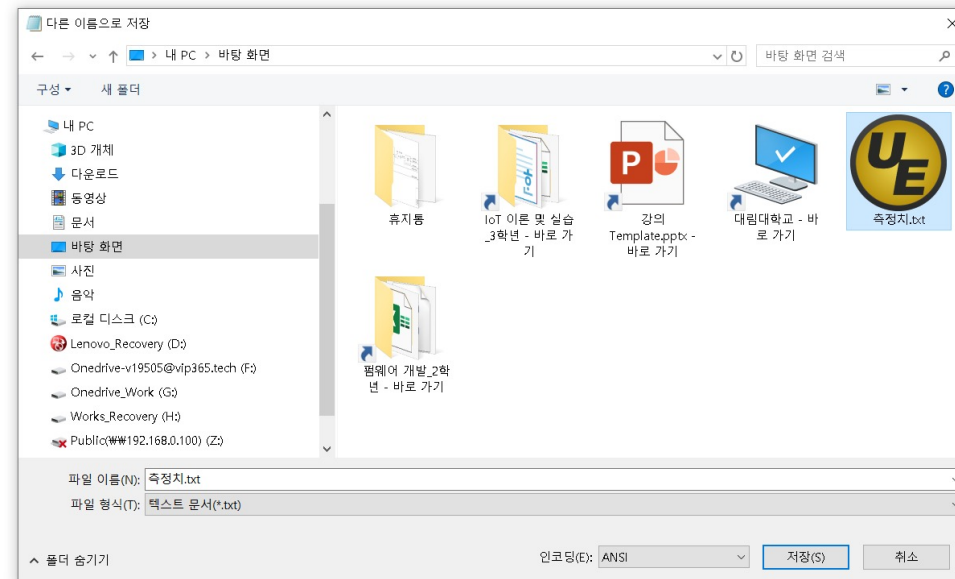 다른 이름으로 저장
내 PC > 바탕 화면
바탕 화면 검색
구성
새 폴더
내 PC
3D 개체
다운로드
동영상
문서
바탕 화면
사진
음악
로컬 디스크 (C:)
Lenovo_Recovery (D:)
Onedrive-v19505@vip365.tech (F:)
Onedrive_Work (G:)
Works_Recovery (H:)
Public(₩₩192.168.0.100) (Z:)
휴지통
IoT 이론 및 실습
_3학년 - 바로 가
기
P
강의
Template.pptx -
바로 가기
대림대학교 - 바
로 가기
UE
측정치.txt
펌웨어 개발_2학
년 - 바로 가기
파일 이름(N): 측정치.txt
파일 형식(T): 텍스트 문서(*.txt)
폴더 숨기기
인코딩(E): ANSI
저장(S)
취소